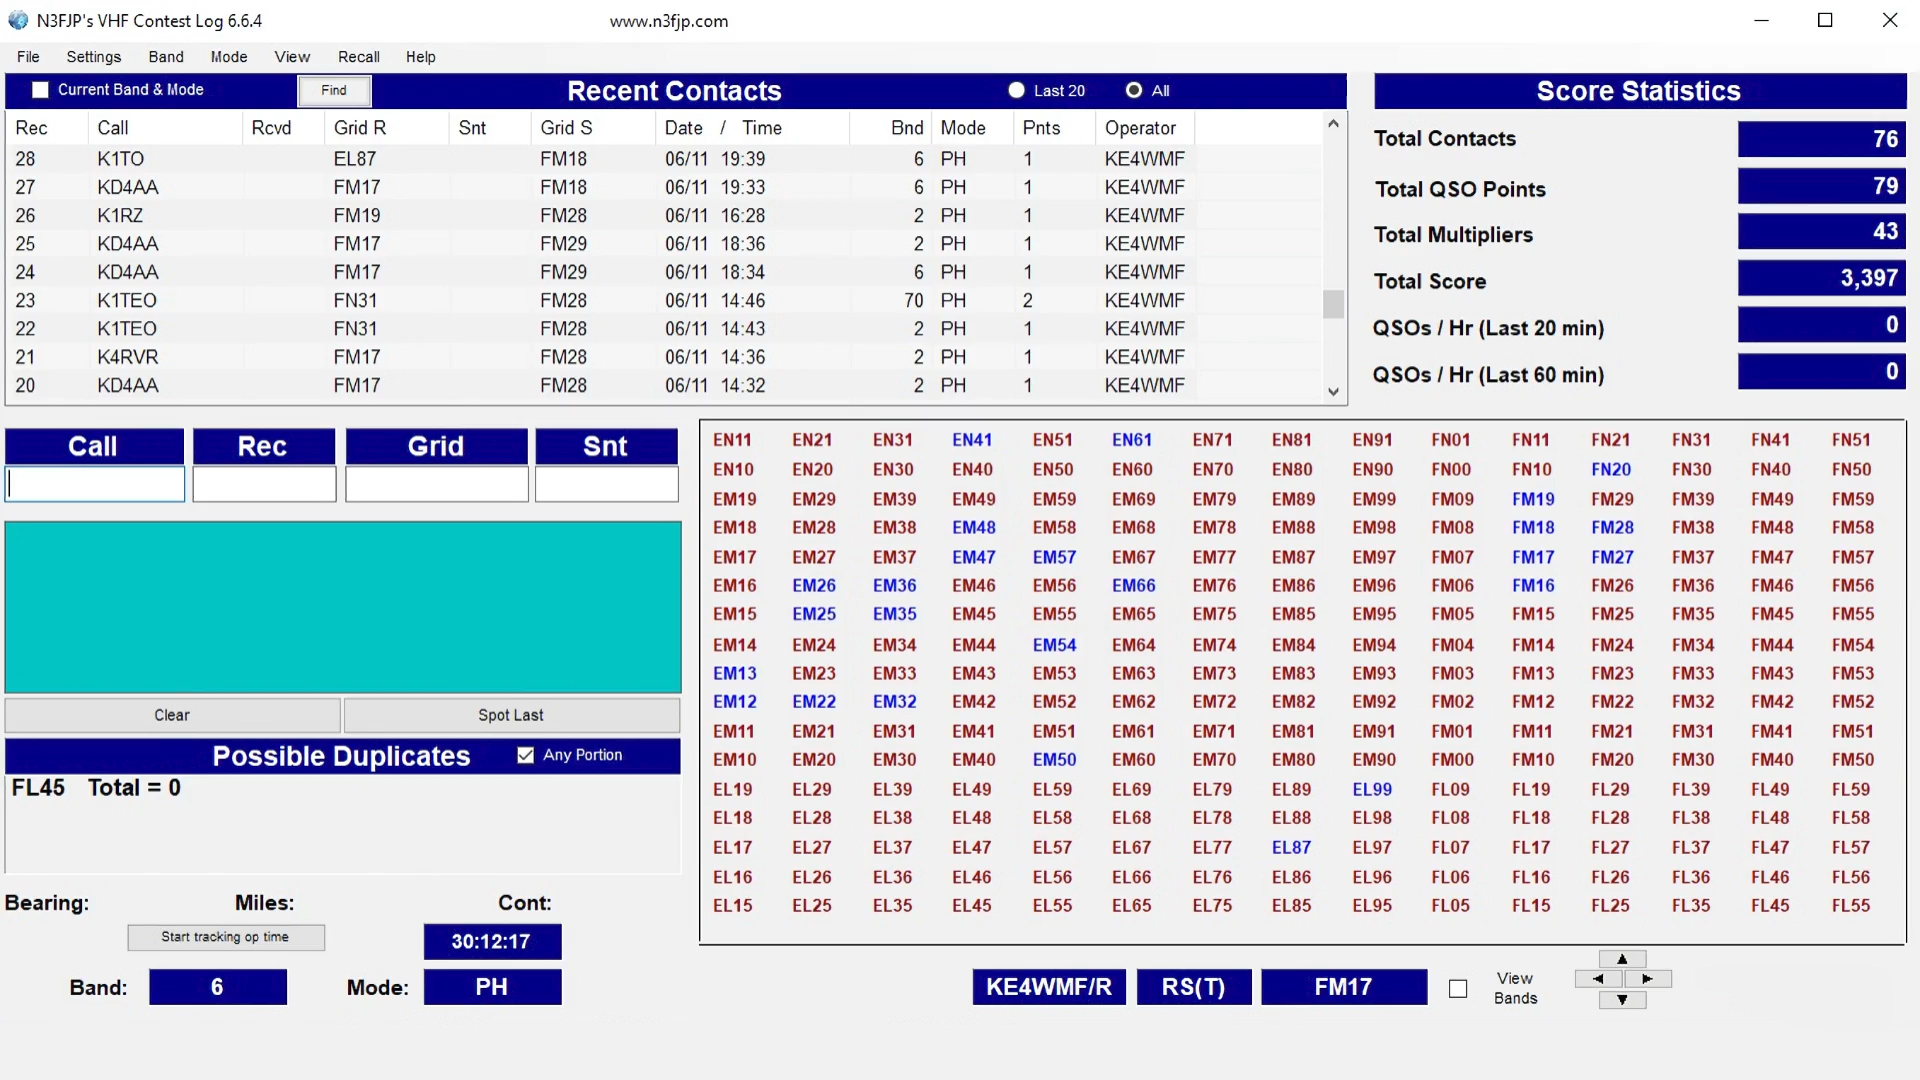 N3FJP's VHF Contest Log 6.6.4 www.n3fjp.com
File Settings Band Mode View Recall Help
Current Band & Mode Find Recent Contacts Last 20 All
Rec Call Rcvd Grid R Snt Grid S Date / Time Bnd Mode Pnts Operator
28 K1TO EL87 FM18 06/11 19:39 6 PH 1 KE4WMF
27 KD4AA FM17 FM18 06/11 19:33 6 PH 1 KE4WMF
26 K1RZ FM19 FM28 06/11 16:28 2 PH 1 KE4WMF
25 KD4AA FM17 FM29 06/11 18:36 2 PH 1 KE4WMF
24 KD4AA FM17 FM29 06/11 18:34 6 PH 1 KE4WMF
23 K1TEO FN31 FM28 06/11 14:46 70 PH 2 KE4WMF
22 K1TEO FN31 FM28 06/11 14:43 2 PH 1 KE4WMF
21 K4RVR FM17 FM28 06/11 14:36 2 PH 1 KE4WMF
20 KD4AA FM17 FM28 06/11 14:32 2 PH 1 KE4WMF
Score Statistics
Total Contacts 76
Total QSO Points 79
Total Multipliers 43
Total Score 3,397
QSOs / Hr (Last 20 min) 0
QSOs / Hr (Last 60 min) 0
Call Rec Grid Snt
Clear Spot Last
Possible Duplicates Any Portion
FL45 Total = 0
Bearing: Miles: Cont:
Start tracking op time 30:12:17
Band: 6 Mode: PH
EN11 EN21 EN31 EN41 EN51 EN61 EN71 EN81 EN91 FN01 FN11 FN21 FN31 FN41 FN51
EN10 EN20 EN30 EN40 EN50 EN60 EN70 EN80 EN90 FN00 FN10 FN20 FN30 FN40 FN50
EM19 EM29 EM39 EM49 EM59 EM69 EM79 EM89 EM99 FM09 FM19 FM29 FM39 FM49 FM59
EM18 EM28 EM38 EM48 EM58 EM68 EM78 EM88 EM98 FM08 FM18 FM28 FM38 FM48 FM58
EM17 EM27 EM37 EM47 EM57 EM67 EM77 EM87 EM97 FM07 FM17 FM27 FM37 FM47 FM57
EM16 EM26 EM36 EM46 EM56 EM66 EM76 EM86 EM96 FM06 FM16 FM26 FM36 FM46 FM56
EM15 EM25 EM35 EM45 EM55 EM65 EM75 EM85 EM95 FM05 FM15 FM25 FM35 FM45 FM55
EM14 EM24 EM34 EM44 EM54 EM64 EM74 EM84 EM94 FM04 FM14 FM24 FM34 FM44 FM54
EM13 EM23 EM33 EM43 EM53 EM63 EM73 EM83 EM93 FM03 FM13 FM23 FM33 FM43 FM53
EM12 EM22 EM32 EM42 EM52 EM62 EM72 EM82 EM92 FM02 FM12 FM22 FM32 FM42 FM52
EM11 EM21 EM31 EM41 EM51 EM61 EM71 EM81 EM91 FM01 FM11 FM21 FM31 FM41 FM51
EM10 EM20 EM30 EM40 EM50 EM60 EM70 EM80 EM90 FM00 FM10 FM20 FM30 FM40 FM50
EL19 EL29 EL39 EL49 EL59 EL69 EL79 EL89 EL99 FL09 FL19 FL29 FL39 FL49 FL59
EL18 EL28 EL38 EL48 EL58 EL68 EL78 EL88 EL98 FL08 FL18 FL28 FL38 FL48 FL58
EL17 EL27 EL37 EL47 EL57 EL67 EL77 EL87 EL97 FL07 FL17 FL27 FL37 FL47 FL57
EL16 EL26 EL36 EL46 EL56 EL66 EL76 EL86 EL96 FL06 FL16 FL26 FL36 FL46 FL56
EL15 EL25 EL35 EL45 EL55 EL65 EL75 EL85 EL95 FL05 FL15 FL25 FL35 FL45 FL55
KE4WMF/R RS(T) FM17 View
Bands